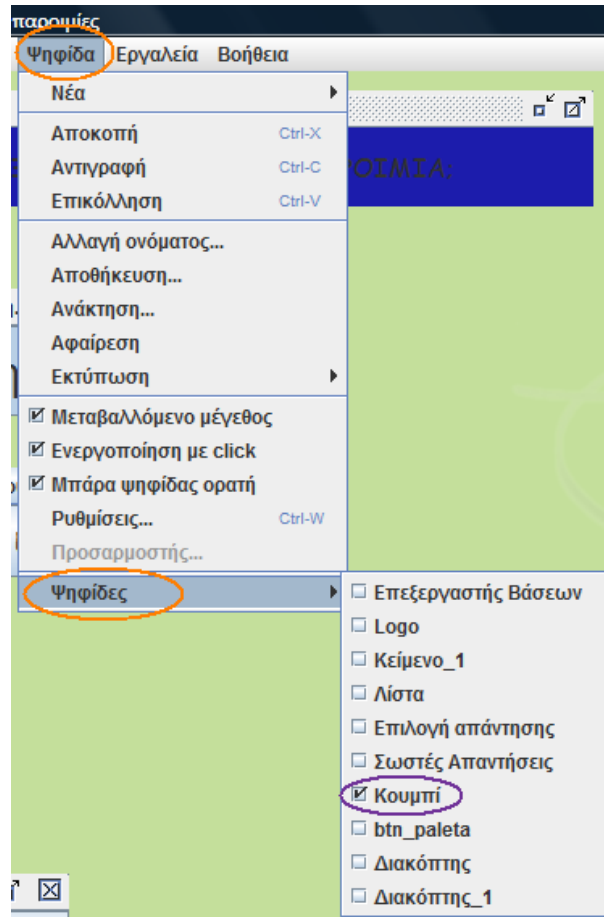 παροιμίες
Ψηφίδα Εργαλεία Βοήθεια
Νέα
Αποκοπή Ctrl-X
Αντιγραφή Ctrl-C
ΟΙΜΙΑ;
Επικόλληση Ctrl-V
Αλλαγή ονόματος...
Αποθήκευση...
Ανάκτηση...
Αφαίρεση
Εκτύπωση
Μεταβαλλόμενο μέγεθος
Ενεργοποίηση με click
Μπάρα ψηφίδας ορατή
Ρυθμίσεις... Ctrl-W
Προσαρμοστής...
Ψηφίδες
Επεξεργαστής Βάσεων
Logo
Κείμενο_1
Λίστα
Επιλογή απάντησης
Σωστές Απαντήσεις
Κουμπί
btn_paleta
Διακόπτης
Διακόπτης_1